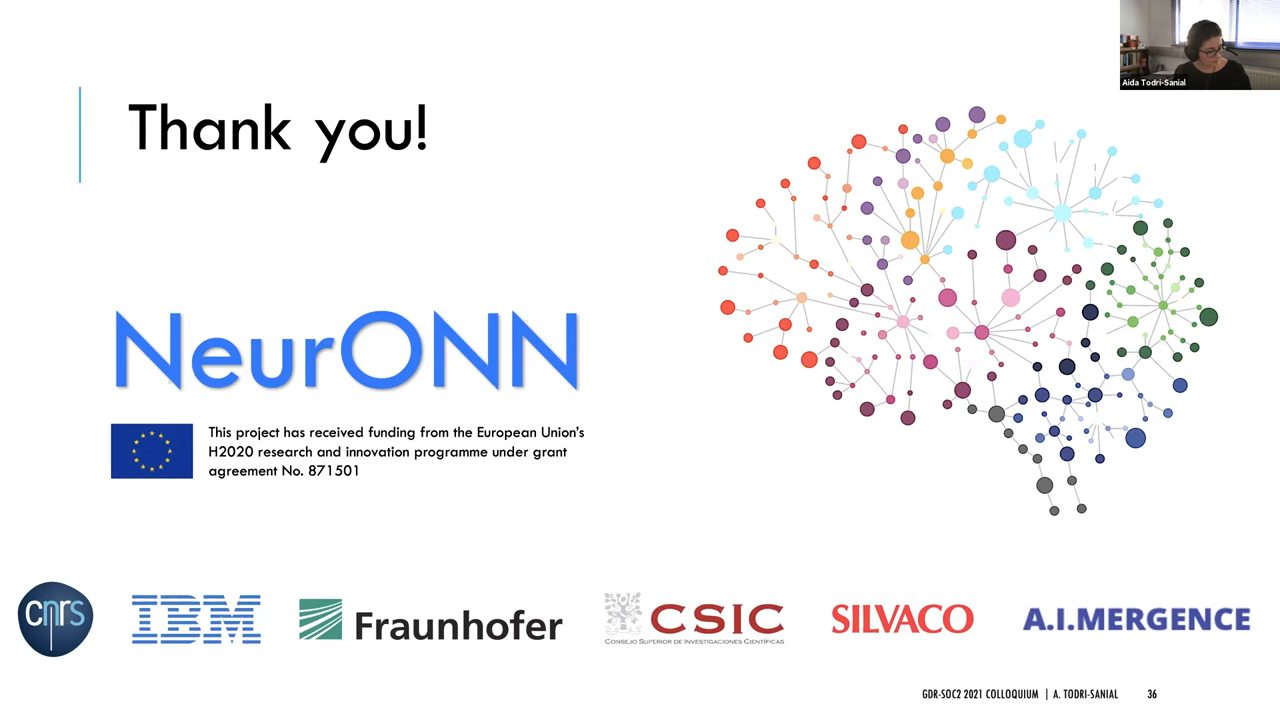 Aida Todri-Sanial
Thank you!
NeurONN
This project has received funding from the European Union's
H2020 research and innovation programme under grant
agreement No. 871501
cnrs
IBM
Fraunhofer
CSIC
CONSEJO SUPERIOR DE INVESTIGACIONES CIENTÍFICAS
SILVACO
A.I.MERGENCE
GDR-SOC2 2021 COLLOQUIUM | A. TODRI-SANIAL 36